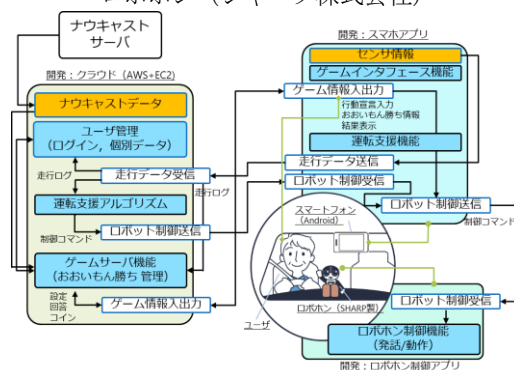 ロボホン（シャープ株式会社）
ナウキャスト
サーバ
開発：クラウド（AWS+EC2）
ナウキャストデータ
ユーザ管理
（ログイン，個別データ）
走行ログ
走行データ受信
走行ログ
運転支援アルゴリズム
制御コマンド
ロボット制御送信
ゲームサーバ機能
（おおいもん勝ち 管理）
設定
回答
コイン
ゲーム情報入出力
開発：スマホアプリ
センサ情報
ゲームインタフェース機能
ゲーム情報入出力
行動宣言入力
おおいもん勝ち情報
結果表示
運転支援機能
走行データ送信
ロボット制御受信
ロボット制御送信
制御コマンド
スマートフォン
（Android）
ロボホン（SHARP製）
ユーザ
ロボット制御受信
ロボホン制御機能
（発話/動作）
開発：ロボホン制御アプリ